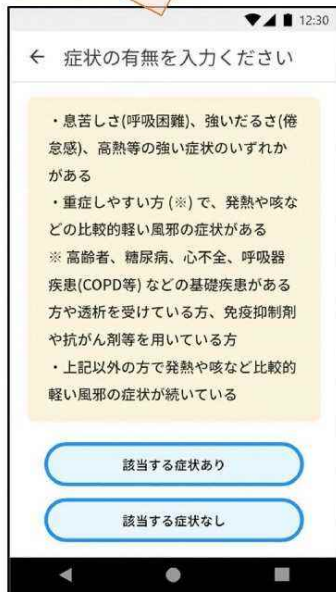 12:30
← 症状の有無を入力ください
・息苦しさ(呼吸困難)、強いだるさ(倦
怠感)、高熱等の強い症状のいずれか
がある
・重症しやすい方 (※) で、発熱や咳な
どの比較的軽い風邪の症状がある
※ 高齢者、糖尿病、心不全、呼吸器
疾患(COPD等) などの基礎疾患がある
方や透析を受けている方、免疫抑制剤
や抗がん剤等を用いている方
・上記以外の方で発熱や咳など比較的
軽い風邪の症状が続いている
該当する症状あり
該当する症状なし